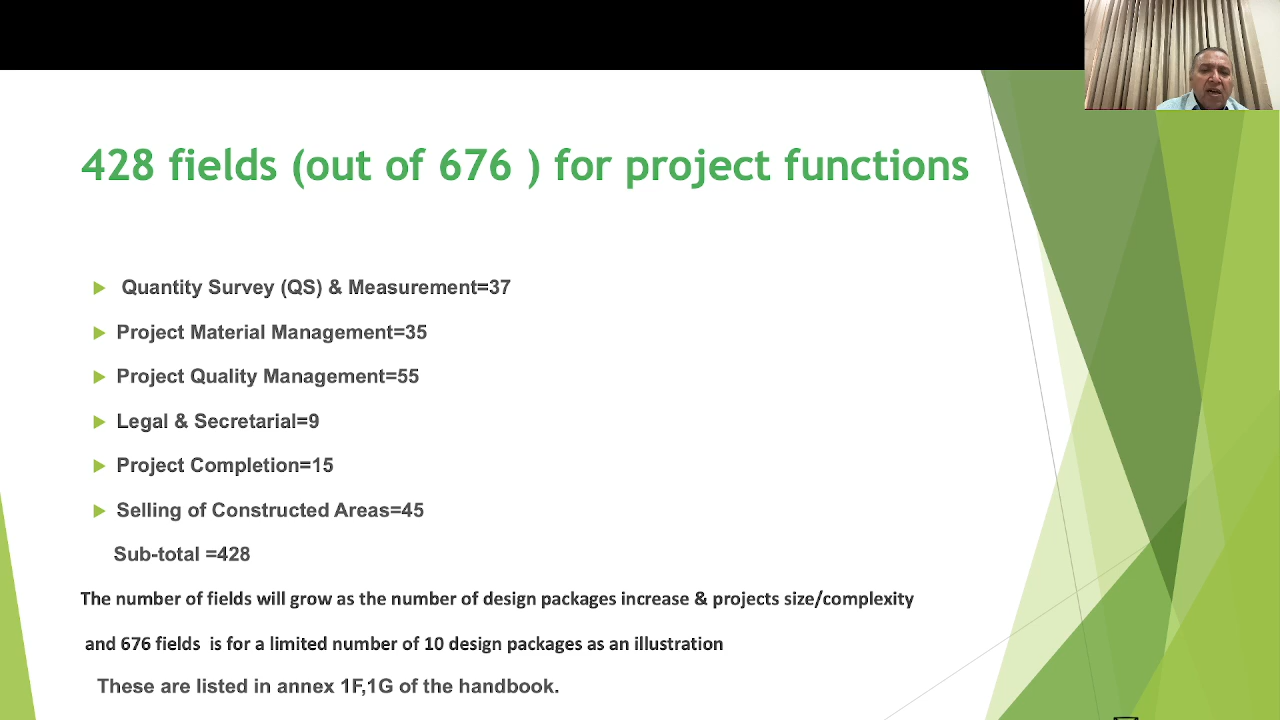 428 fields (out of 676 ) for project functions
Quantity Survey (QS) & Measurement=37
Project Material Management=35
Project Quality Management=55
Legal & Secretarial=9
Project Completion=15
Selling of Constructed Areas=45
Sub-total =428
The number of fields will grow as the number of design packages increase & projects size/complexity
and 676 fields is for a limited number of 10 design packages as an illustration
These are listed in annex 1F,1G of the handbook.